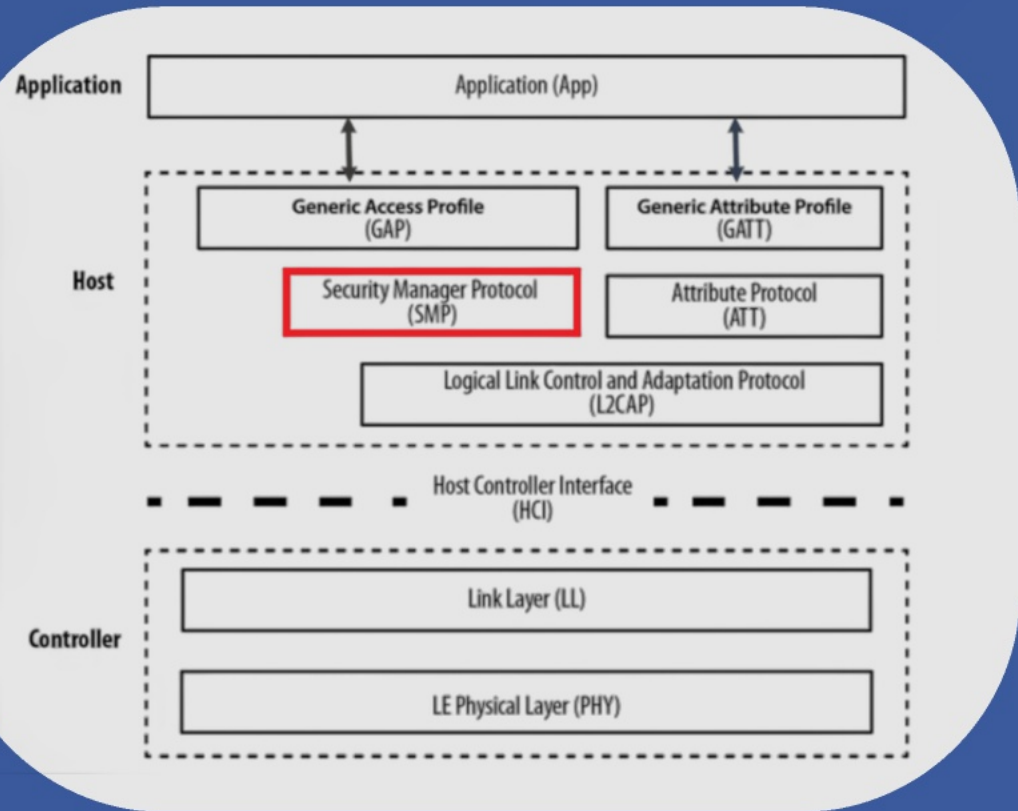 Application
Application (App)
Host
Generic Access Profile
(GAP)
Generic Attribute Profile
(GATT)
Security Manager Protocol
(SMP)
Attribute Protocol
(ATT)
Logical Link Control and Adaptation Protocol
(L2CAP)
Host Controller Interface
(HCI)
Controller
Link Layer (LL)
LE Physical Layer (PHY)